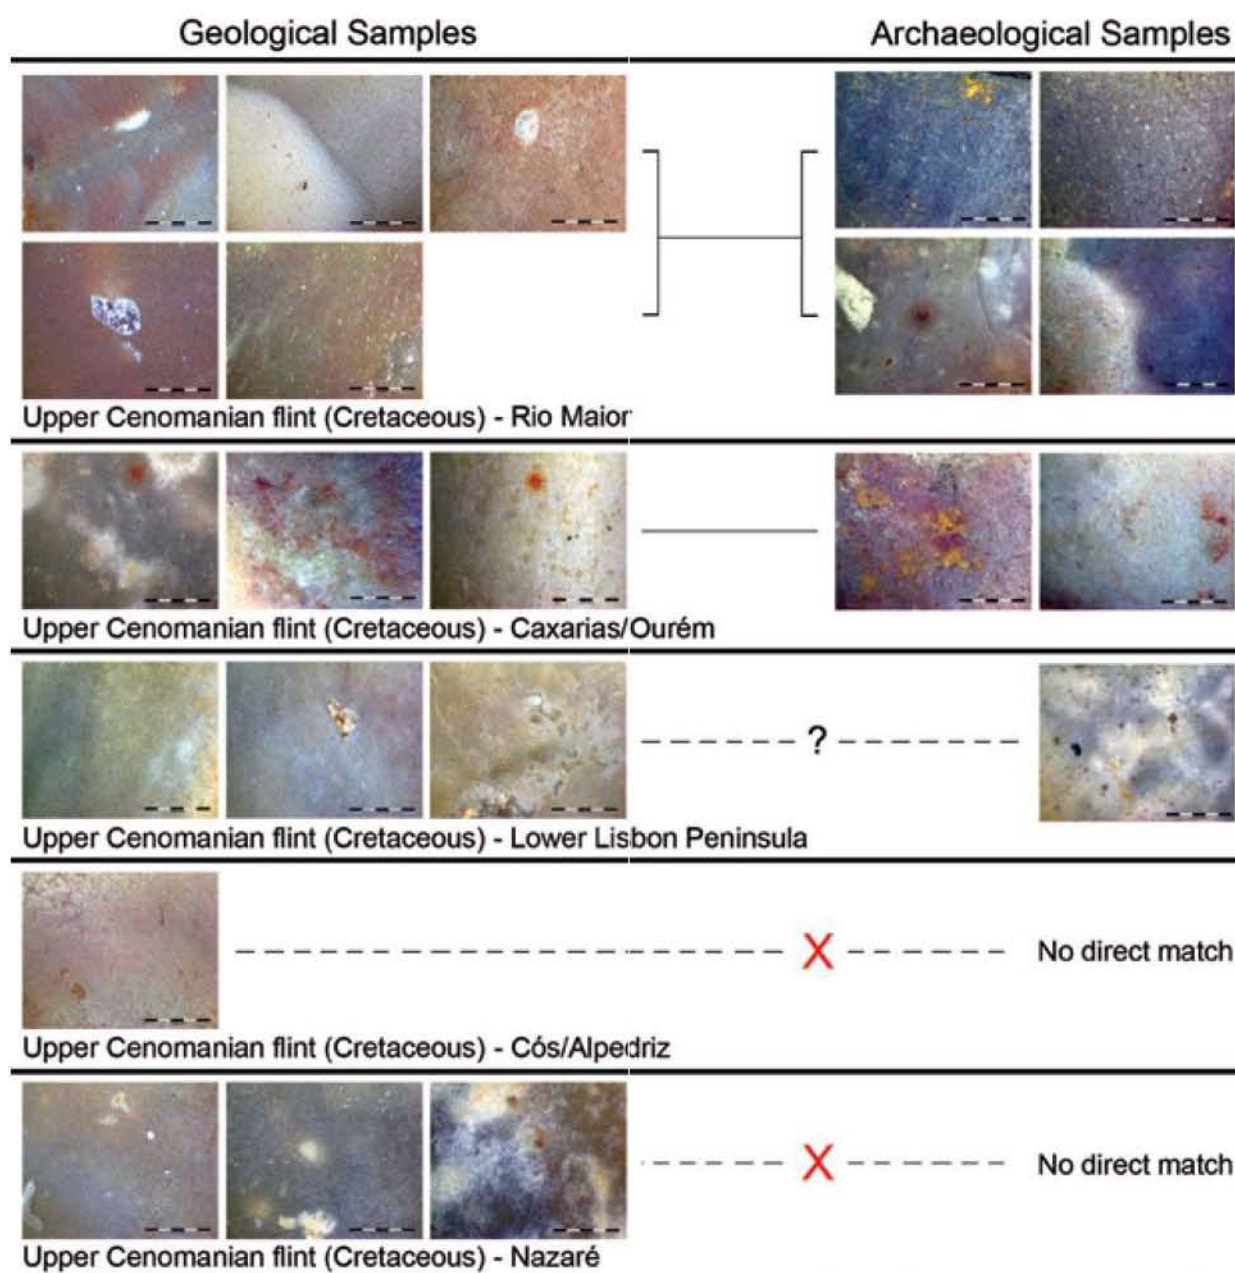 Geological Samples
Archaeological Samples
Upper Cenomanian flint (Cretaceous) - Rio Maior
Upper Cenomanian flint (Cretaceous) - Caxarias/Ourém
?
Upper Cenomanian flint (Cretaceous) - Lower Lisbon Peninsula
X
No direct match
Upper Cenomanian flint (Cretaceous) - Cós/Alpedriz
X
No direct match
Upper Cenomanian flint (Cretaceous) - Nazaré